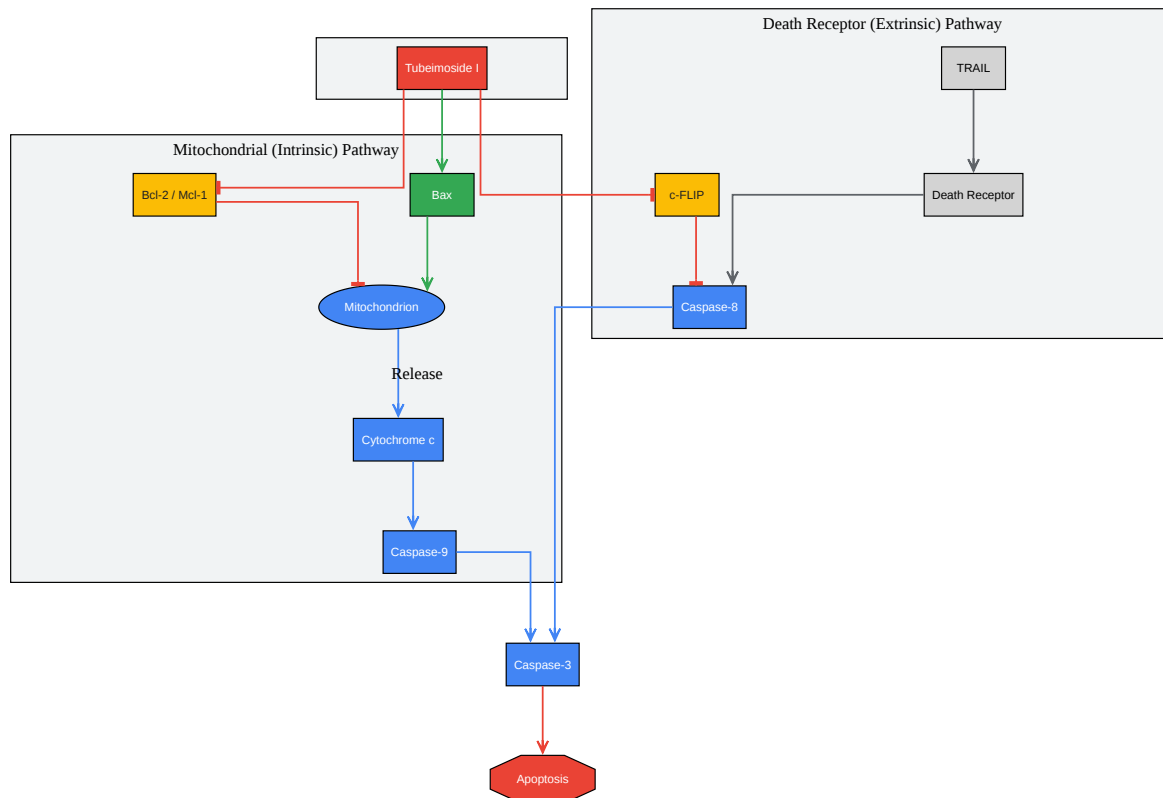 Death Receptor (Extrinsic) Pathway
Tubeimoside I
TRAIL
Mitochondrial (Intrinsic) Pathway
Bcl-2 / Mcl-1
Bax
c-FLIP
Death Receptor
Mitochondrion
Caspase-8
Release
Cytochrome c
Caspase-9
Caspase-3
Apoptosis